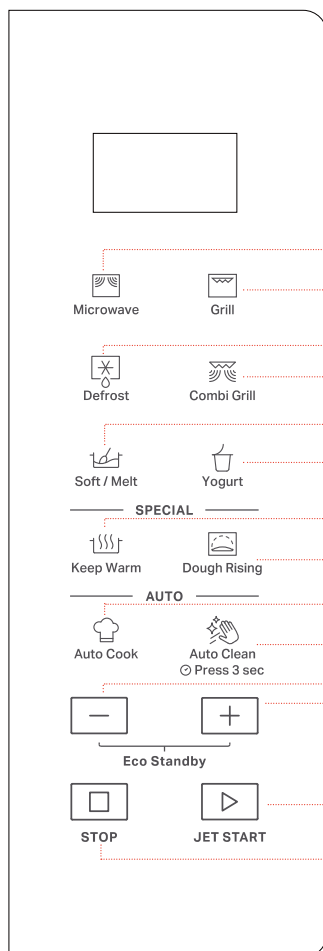 Microwave
Grill
Defrost
Combi Grill
Soft / Melt
Yogurt
SPECIAL
Keep Warm
Dough Rising
AUTO
Auto Cook
Auto Clean
Press 3 sec
Eco Standby
STOP
JET START